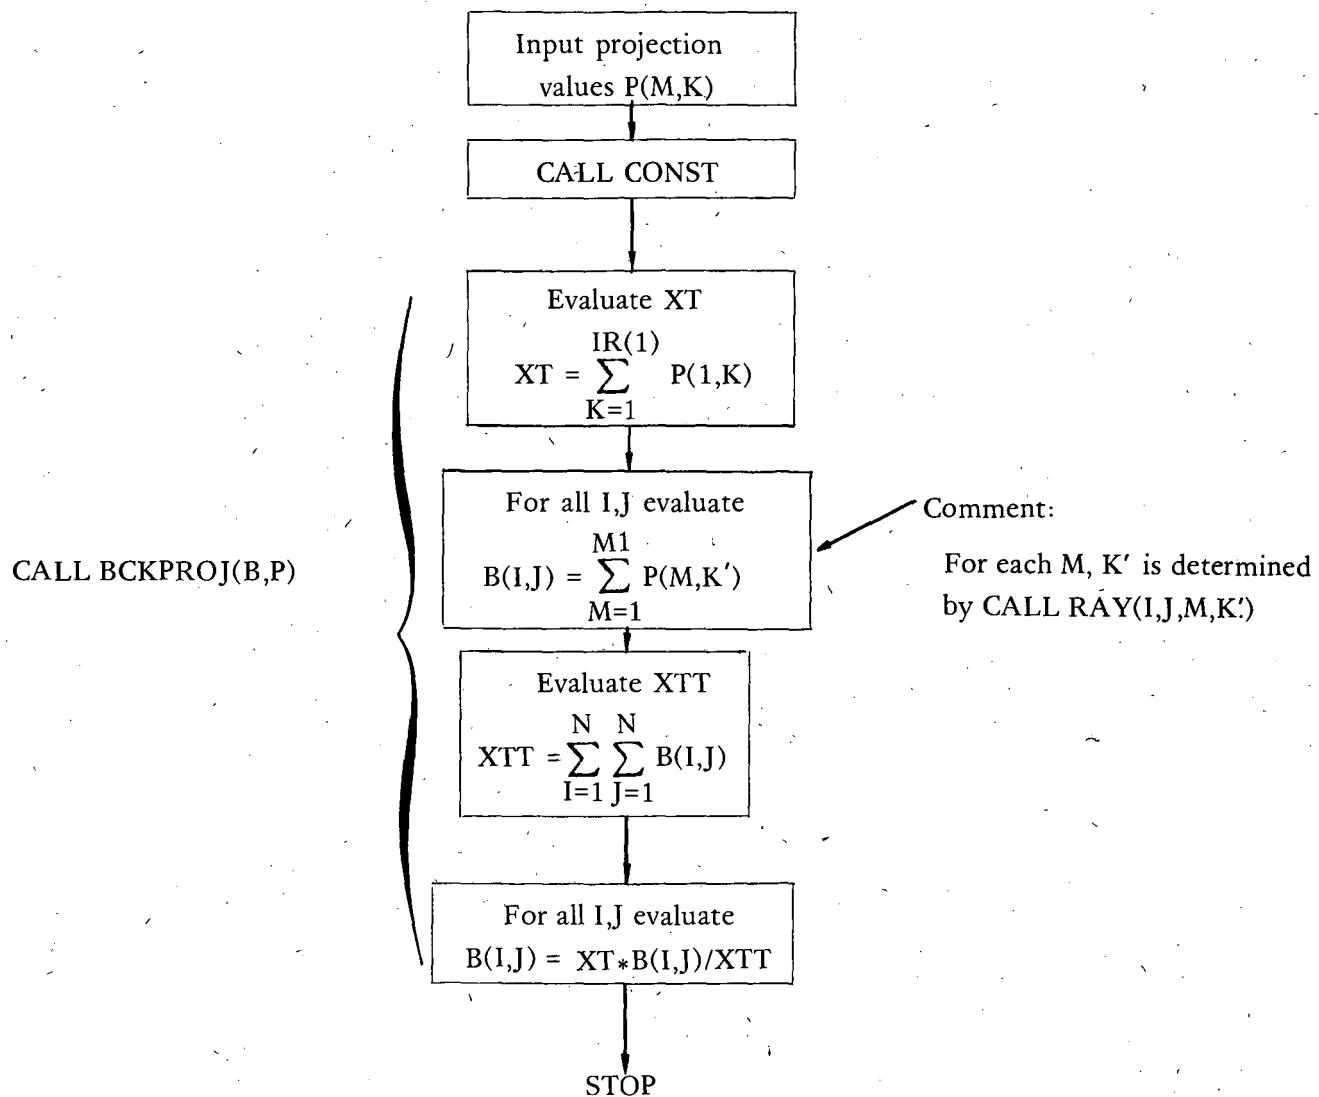 Input projection
values P(M,K)
CALL CONST
Evaluate XT
IR(1)
XT = ∑ P(1,K)
K=1
For all I,J evaluate
M1
B(I,J) = ∑ P(M,K′)
M=1
Comment:
For each M, K′ is determined
by CALL RAY(I,J,M,K′)
CALL BCKPROJ(B,P)
Evaluate XTT
N N
XTT = ∑ ∑ B(I,J)
I=1 J=1
For all I,J evaluate
B(I,J) = XT*B(I,J)/XTT
STOP